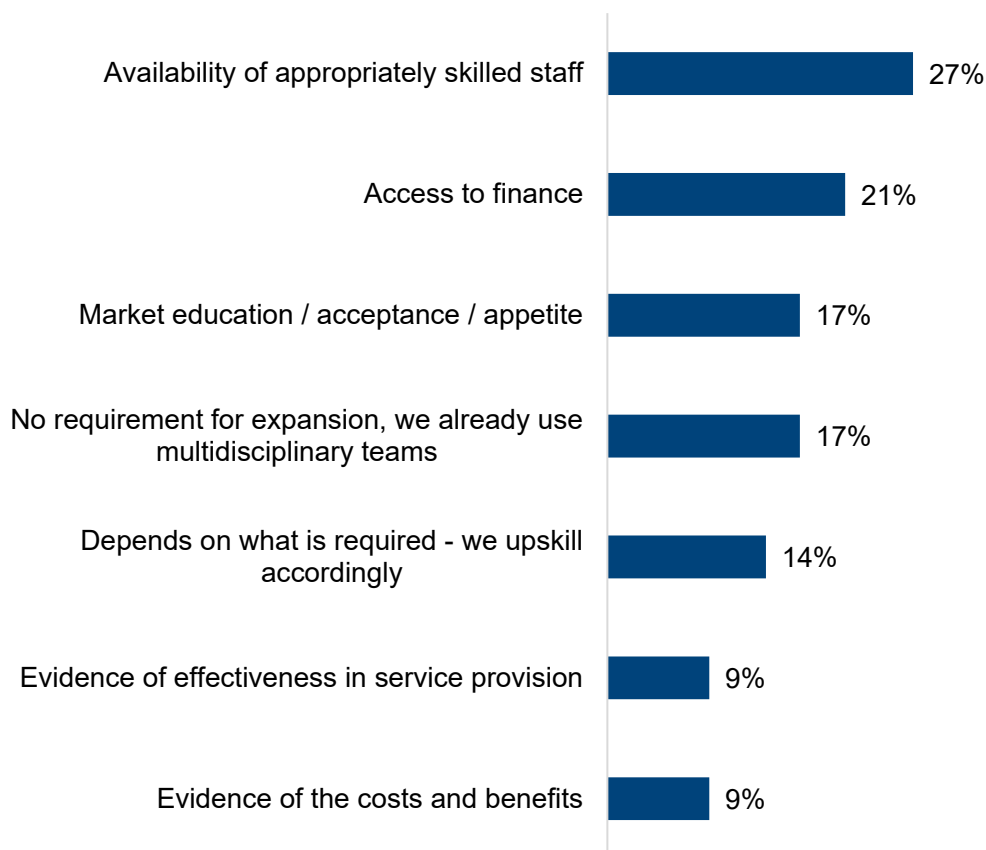 Availability of appropriately skilled staff 27%
Access to finance 21%
Market education / acceptance / appetite 17%
No requirement for expansion, we already use
multidisciplinary teams 17%
Depends on what is required - we upskill
accordingly 14%
Evidence of effectiveness in service provision 9%
Evidence of the costs and benefits 9%